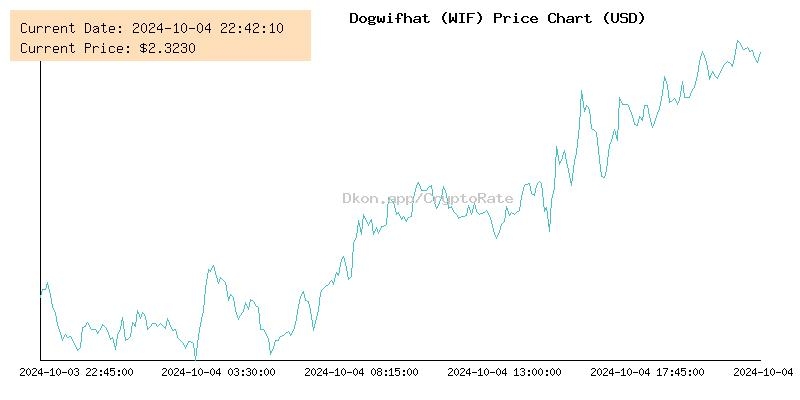 Dogwifhat (WIF) Price Chart (USD)
Current Date: 2024-10-04 22:42:10
Current Price: $2.3230
Dkon.app/CryptoRate
2024-10-03 22:45:00 2024-10-04 03:30:00 2024-10-04 08:15:00 2024-10-04 13:00:00 2024-10-04 17:45:00 2024-10-04